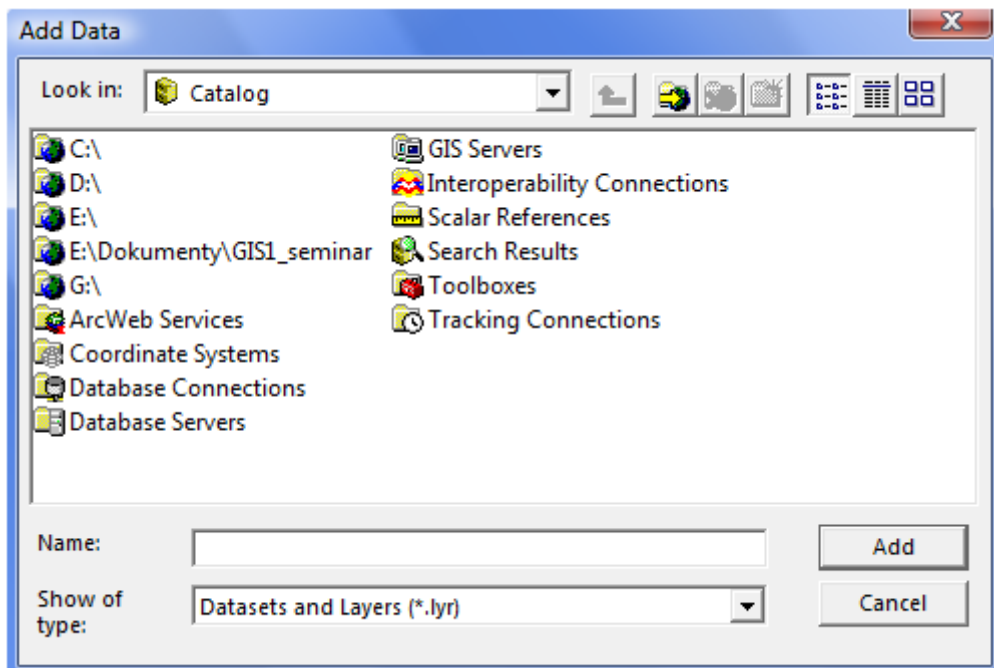 Add Data
Look in:
Catalog
C:\
D:\
E:\
E:\Dokumenty\GIS1_seminar
G:\
ArcWeb Services
Coordinate Systems
Database Connections
Database Servers
GIS Servers
Interoperability Connections
Scalar References
Search Results
Toolboxes
Tracking Connections
Name:
Add
Show of
type:
Datasets and Layers (*.lyr)
Cancel